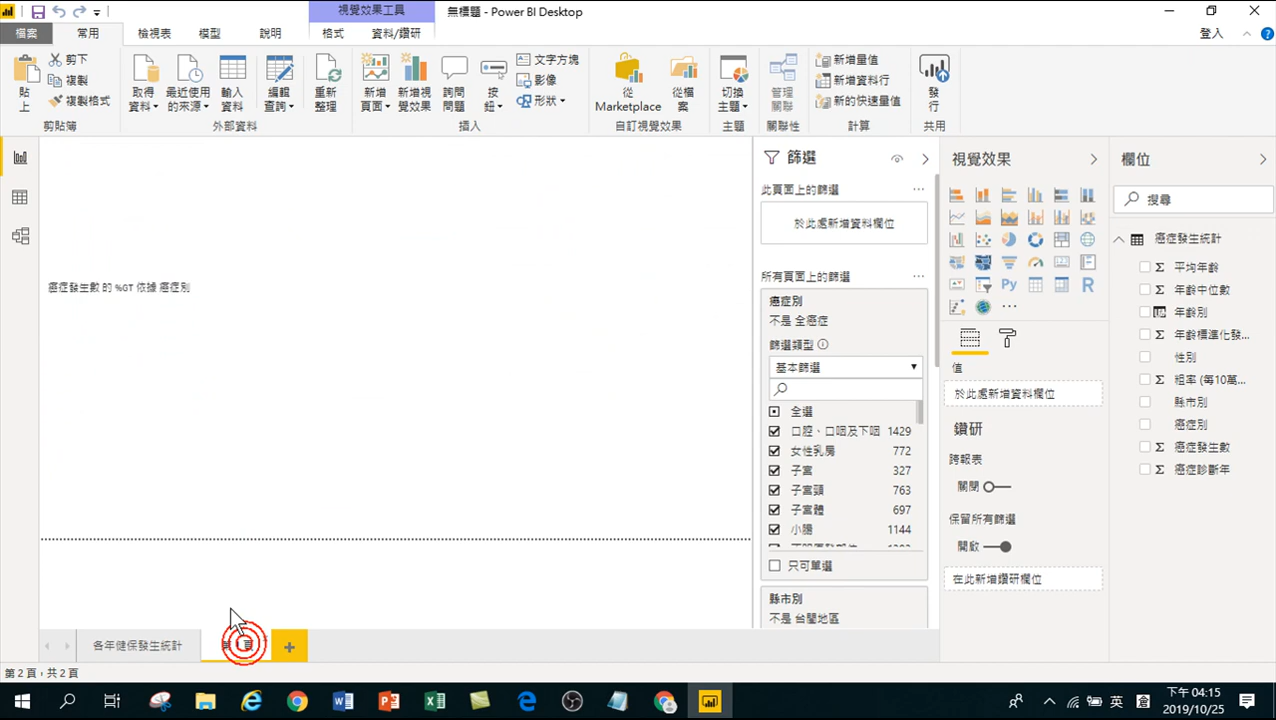 視覺效果工具
無標題 - Power BI Desktop
檔案
常用
檢視表
模型
說明
格式
資料/鑽研
登入
貼上
剪下
複製
複製格式
剪貼簿
取得資料
最近使用的來源
輸入資料
編輯查詢
重新整理
外部資料
新增頁面
新增視覺效果
詢問問題
按鈕
文字方塊
影像
形狀
插入
從 Marketplace
從檔案
自訂視覺效果
切換主題
主題
管理關聯
關聯性
新增量值
新增資料行
新的快速量值
計算
發行
共用
癌症發生數 的 %GT 依據 癌症別
篩選
此頁面上的篩選
於此處新增資料欄位
所有頁面上的篩選
癌症別
不是 全癌症
篩選類型
基本篩選
全選
口腔、口咽及下咽 1429
女性乳房 772
子宮 327
子宮頸 763
子宮體 697
小腸 1144
只可單選
縣市別
不是 台閩地區
視覺效果
Py
R
值
於此處新增資料欄位
鑽研
跨報表
關閉
保留所有篩選
開啟
在此新增鑽研欄位
欄位
搜尋
癌症發生統計
平均年齡
年齡中位數
年齡別
年齡標準化發...
性別
粗率 (每10萬...
縣市別
癌症別
癌症發生數
癌症診斷年
各年健保發生統計
第 2 頁，共 2 頁
英
下午 04:15
2019/10/25